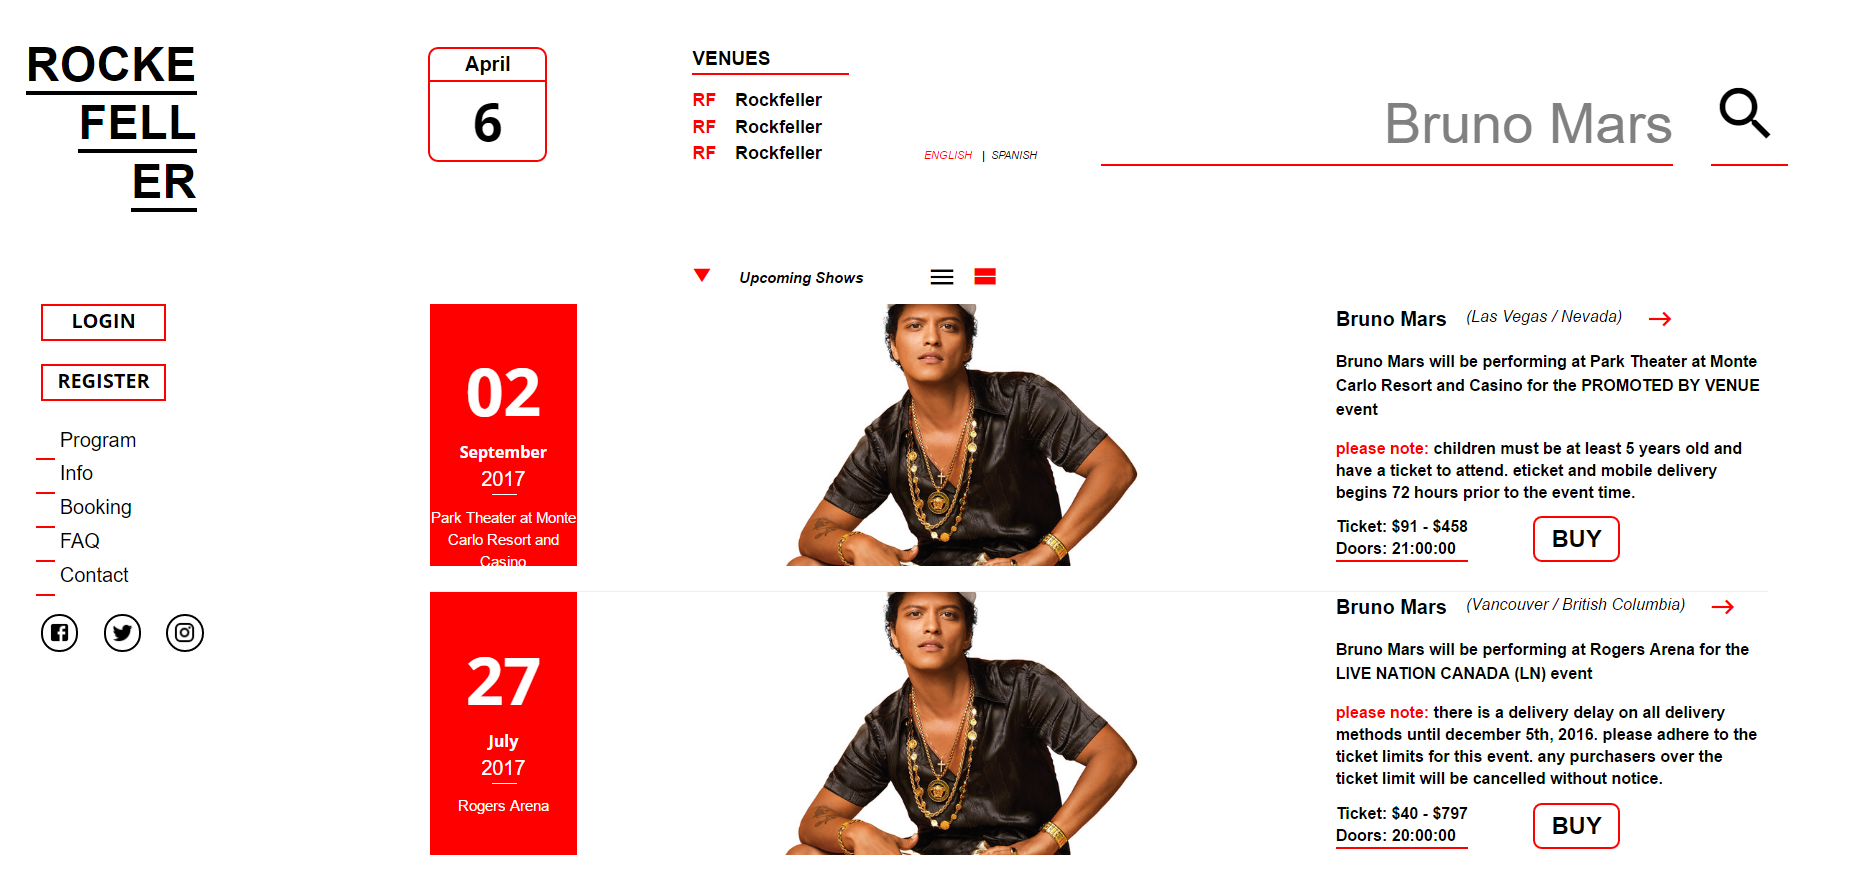 ROCKE
FELL
ER
April
6
VENUES
RF Rockfeller
RF Rockfeller
RF Rockfeller
ENGLISH | SPANISH
Bruno Mars
Upcoming Shows
LOGIN
REGISTER
Program
Info
Booking
FAQ
Contact
02
September
2017
Park Theater at Monte
Carlo Resort and
Casino
Bruno Mars (Las Vegas / Nevada)
Bruno Mars will be performing at Park Theater at Monte
Carlo Resort and Casino for the PROMOTED BY VENUE
event
please note: children must be at least 5 years old and
have a ticket to attend. eticket and mobile delivery
begins 72 hours prior to the event time.
Ticket: $91 - $458
Doors: 21:00:00
BUY
27
July
2017
Rogers Arena
Bruno Mars (Vancouver / British Columbia)
Bruno Mars will be performing at Rogers Arena for the
LIVE NATION CANADA (LN) event
please note: there is a delivery delay on all delivery
methods until december 5th, 2016. please adhere to the
ticket limits for this event. any purchasers over the
ticket limit will be cancelled without notice.
Ticket: $40 - $797
Doors: 20:00:00
BUY